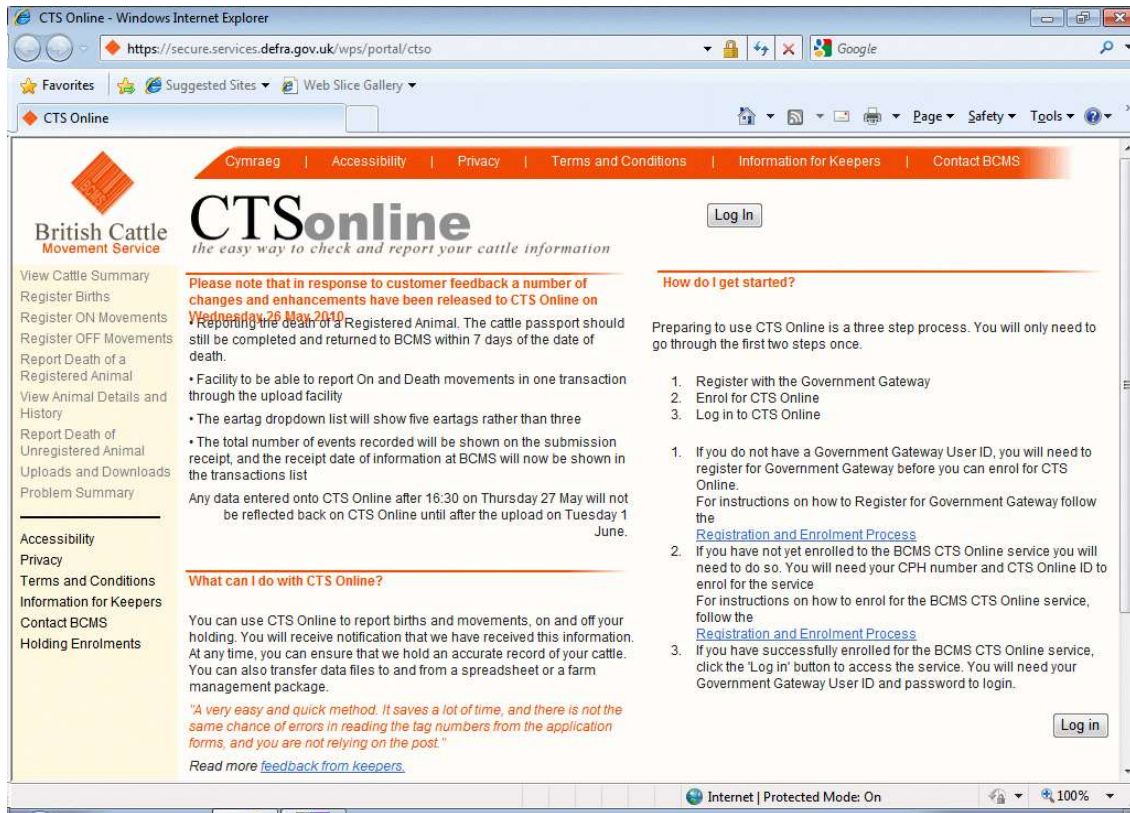 CTS Online - Windows Internet Explorer
https://secure.services.defra.gov.uk/wps/portal/ctso
Google
Favorites
Suggested Sites
Web Slice Gallery
CTS Online
Page
Safety
Tools
Cymraeg | Accessibility | Privacy | Terms and Conditions | Information for Keepers | Contact BCMS
BCMS
British Cattle
Movement Service
CTSonline
the easy way to check and report your cattle information
Log In
View Cattle Summary
Register Births
Register ON Movements
Register OFF Movements
Report Death of a
Registered Animal
View Animal Details and
History
Report Death of
Unregistered Animal
Uploads and Downloads
Problem Summary
Accessibility
Privacy
Terms and Conditions
Information for Keepers
Contact BCMS
Holding Enrolments
Please note that in response to customer feedback a number of
changes and enhancements have been released to CTS Online on
Wednesday 26 May 2010
• Reporting the death of a Registered Animal. The cattle passport should
still be completed and returned to BCMS within 7 days of the date of
death.
• Facility to be able to report On and Death movements in one transaction
through the upload facility
• The eartag dropdown list will show five eartags rather than three
• The total number of events recorded will be shown on the submission
receipt, and the receipt date of information at BCMS will now be shown in
the transactions list
Any data entered onto CTS Online after 16:30 on Thursday 27 May will not
be reflected back on CTS Online until after the upload on Tuesday 1
June.
What can I do with CTS Online?
You can use CTS Online to report births and movements, on and off your
holding. You will receive notification that we have received this information.
At any time, you can ensure that we hold an accurate record of your cattle.
You can also transfer data files to and from a spreadsheet or a farm
management package.
"A very easy and quick method. It saves a lot of time, and there is not the
same chance of errors in reading the tag numbers from the application
forms, and you are not relying on the post."
Read more feedback from keepers.
How do I get started?
Preparing to use CTS Online is a three step process. You will only need to
go through the first two steps once.
1. Register with the Government Gateway
2. Enrol for CTS Online
3. Log in to CTS Online
1. If you do not have a Government Gateway User ID, you will need to
register for Government Gateway before you can enrol for CTS
Online.
For instructions on how to Register for Government Gateway follow
the
Registration and Enrolment Process
2. If you have not yet enrolled to the BCMS CTS Online service you will
need to do so. You will need your CPH number and CTS Online ID to
enrol for the service
For instructions on how to enrol for the BCMS CTS Online service,
follow the
Registration and Enrolment Process
3. If you have successfully enrolled for the BCMS CTS Online service,
click the 'Log in' button to access the service. You will need your
Government Gateway User ID and password to login.
Log in
Internet | Protected Mode: On
100%